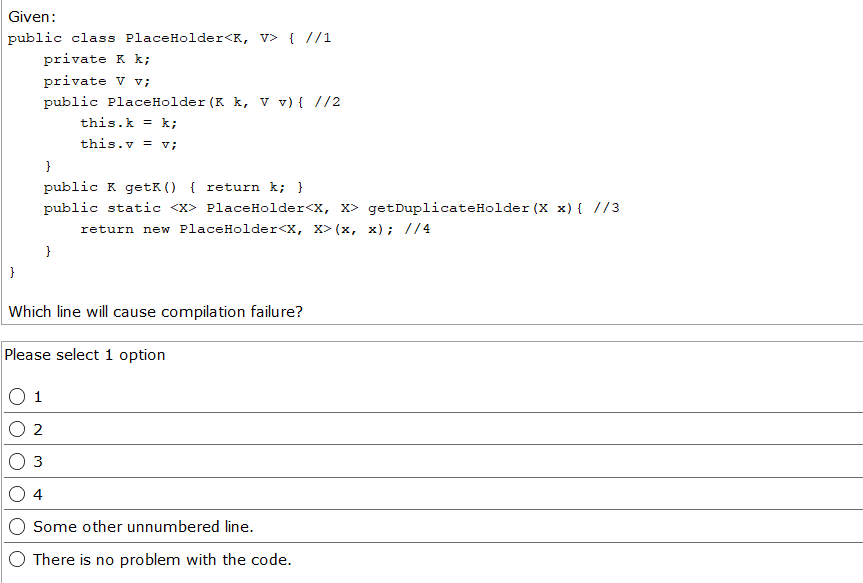 Given:
public class PlaceHolder<K, V> { //1
    private K k;
    private V v;
    public PlaceHolder(K k, V v){ //2
        this.k = k;
        this.v = v;
    }
    public K getK() { return k; }
    public static <X> PlaceHolder<X, X> getDuplicateHolder(X x){ //3
        return new PlaceHolder<X, X>(x, x); //4
    }
}
Which line will cause compilation failure?
Please select 1 option
1
2
3
4
Some other unnumbered line.
There is no problem with the code.